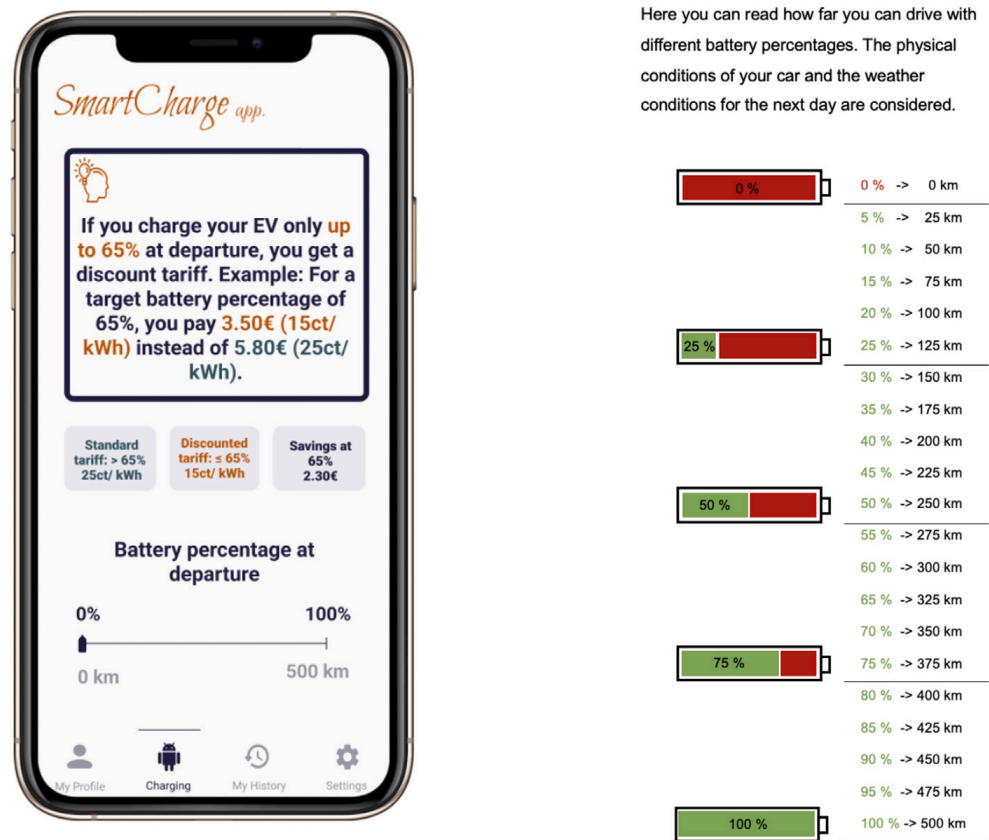 SmartCharge app.
If you charge your EV only up
to 65% at departure, you get a
discount tariff. Example: For a
target battery percentage of
65%, you pay 3.50€ (15ct/
kWh) instead of 5.80€ (25ct/
kWh).
Standard
tariff: > 65%
25ct/ kWh
Discounted
tariff: ≤ 65%
15ct/ kWh
Savings at
65%
2.30€
Battery percentage at
departure
0%
100%
0 km
500 km
My Profile
Charging
My History
Settings
Here you can read how far you can drive with
different battery percentages. The physical
conditions of your car and the weather
conditions for the next day are considered.
0 %
0 % -> 0 km
5 % -> 25 km
10 % -> 50 km
15 % -> 75 km
20 % -> 100 km
25 %
25 % -> 125 km
30 % -> 150 km
35 % -> 175 km
40 % -> 200 km
45 % -> 225 km
50 %
50 % -> 250 km
55 % -> 275 km
60 % -> 300 km
65 % -> 325 km
70 % -> 350 km
75 %
75 % -> 375 km
80 % -> 400 km
85 % -> 425 km
90 % -> 450 km
95 % -> 475 km
100 %
100 % -> 500 km